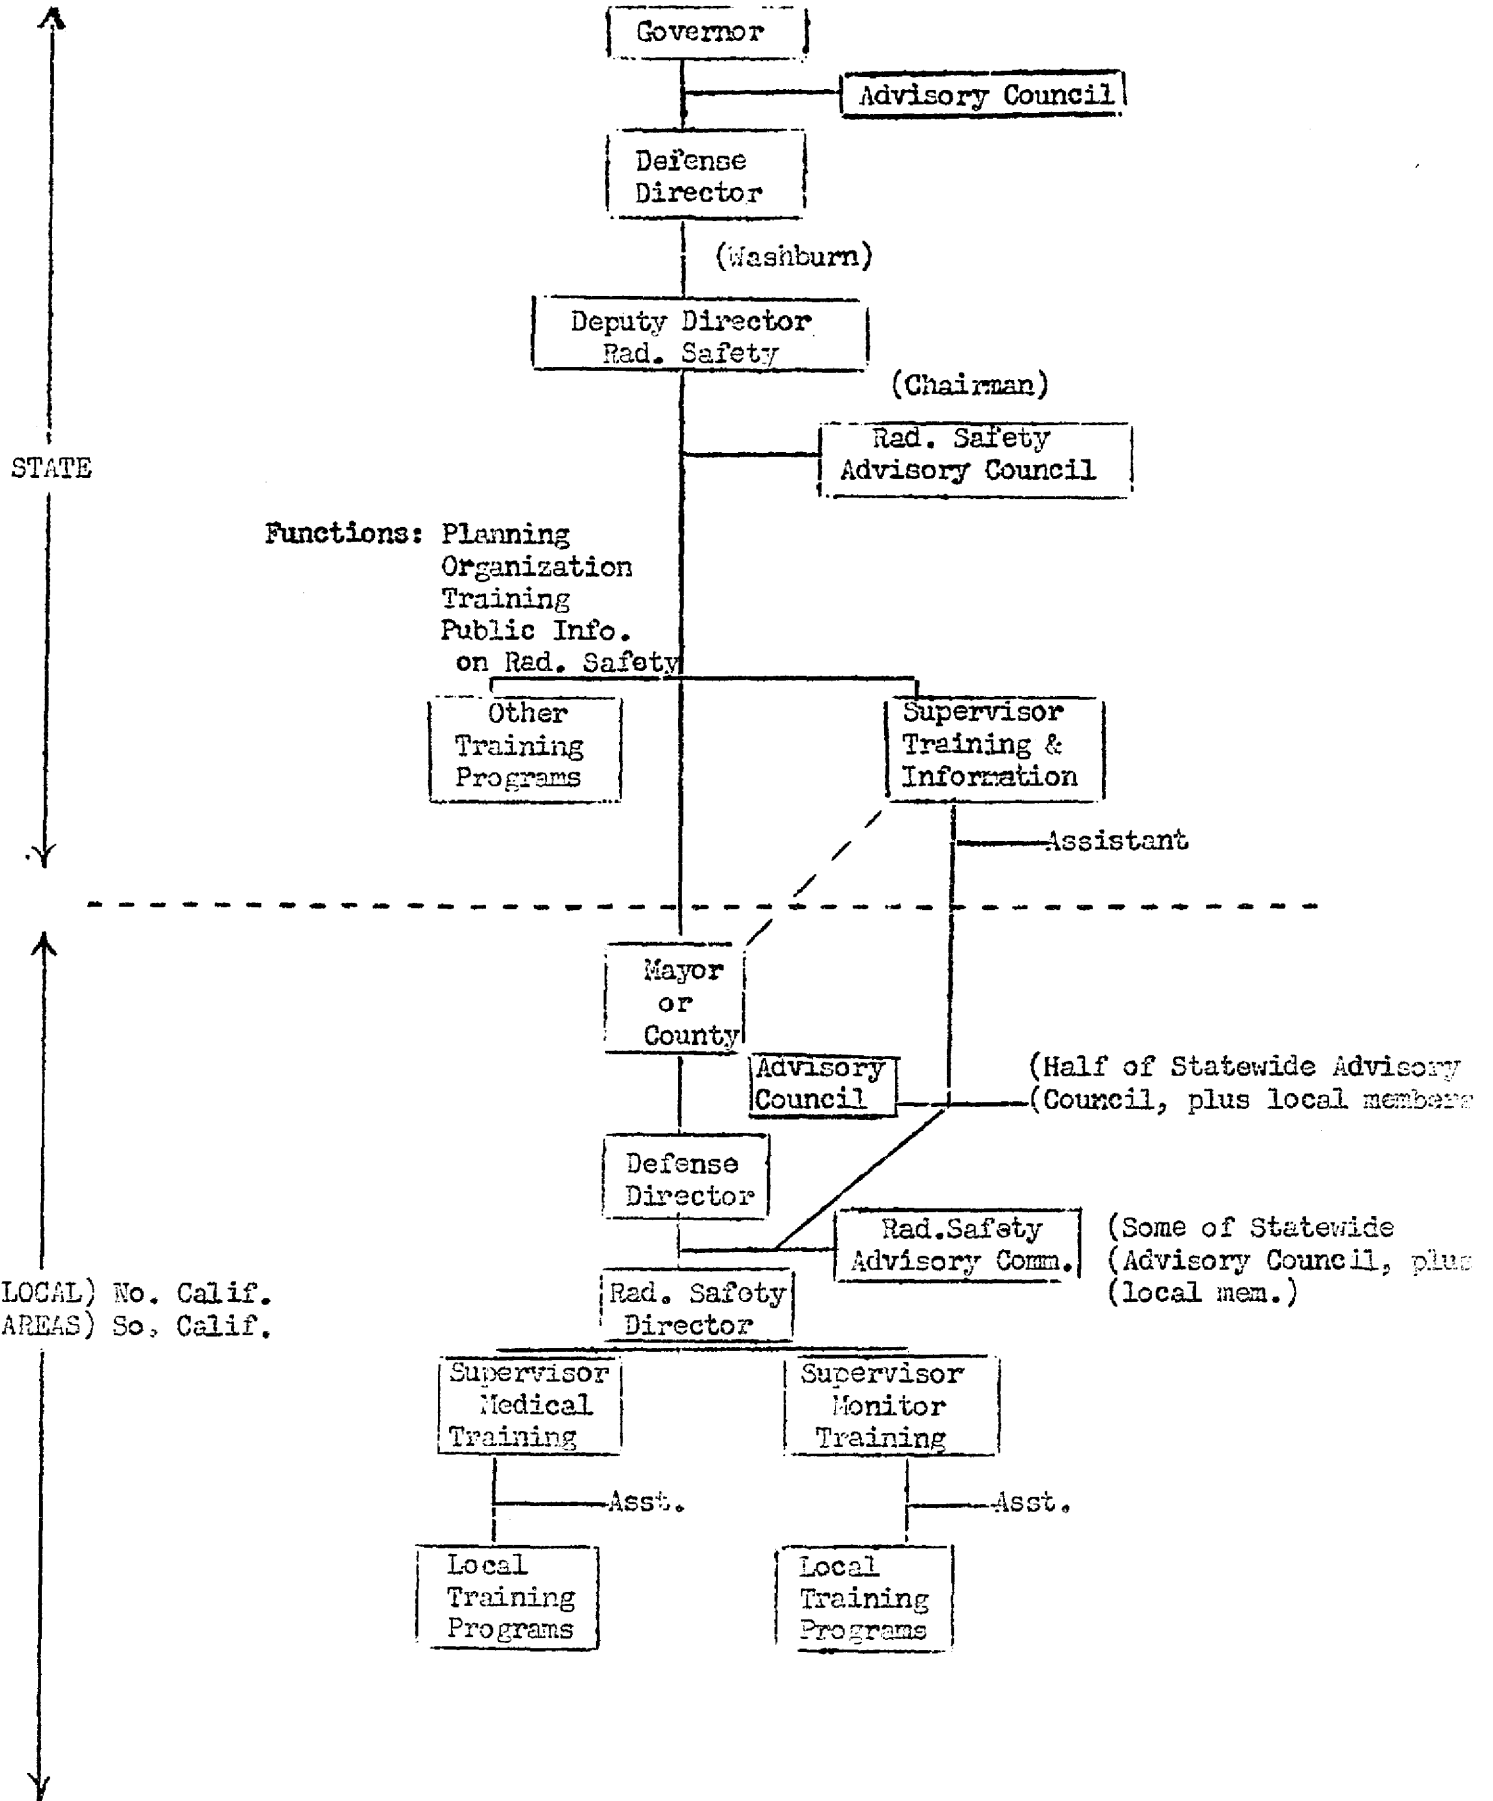 Governor
Advisory Council
Defense
Director
(Washburn)
Deputy Director
Rad. Safety
(Chairman)
Rad. Safety
Advisory Council
STATE
Functions: Planning
Organization
Training
Public Info.
on Rad. Safety
Other
Training
Programs
Supervisor
Training &
Information
Assistant
Mayor
or
County
Advisory
Council
(Half of Statewide Advisory
(Council, plus local members
Defense
Director
Rad.Safety
Advisory Comm.
(Some of Statewide
(Advisory Council, plus
(local mem.)
LOCAL) No. Calif.
AREAS) So, Calif.
Rad. Safety
Director
Supervisor
Medical
Training
Supervisor
Monitor
Training
Asst.
Asst.
Local
Training
Programs
Local
Training
Programs